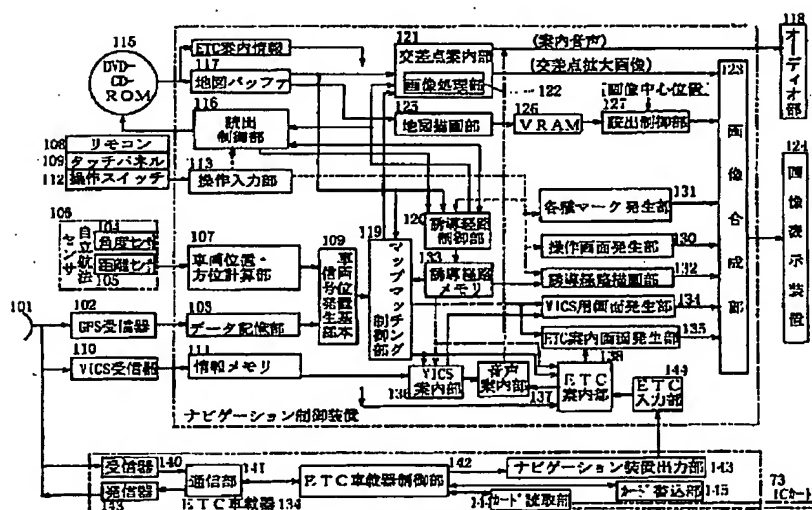 115
DVD-
CD-
ROM
ETC案内情報
117
地図バッファ
116
読出
制御部
108
リモコン
109
タッチパネル
112
操作スイッチ
113
操作入力部
106
自立航法
センサ
104
角度センサ
距離センサ
105
107
車両位置・
方位計算部
109
車両位置基本
信号発生部
101
102
GPS受信器
103
データ記憶部
110
VICS受信器
111
情報メモリ
121
交差点案内部
画像処理部
122
(案内音声)
(交差点拡大画像)
125
地図描画部
126
VRAM
画像中心位置
127
読出制御部
118
オーディオ部
123
画像合成部
124
画像表示装置
119
マップマッチング
制御部
120
誘導経路
制御部
133
誘導経路
メモリ
各種マーク発生部
131
操作画面発生部
130
誘導経路描画部
132
VICS用画面発生部
134
ETC案内画面発生部
135
136
VICS
案内部
音声
案内部
137
138
ETC
案内部
144
ETC
入力部
ナビゲーション制御装置
受信器
140
発信器
143
通信部
141
ETC車載器 134
ETC車載器制御部
142
ナビゲーション装置出力部
143
カード読取部
カード書込部
145
73
ICカード